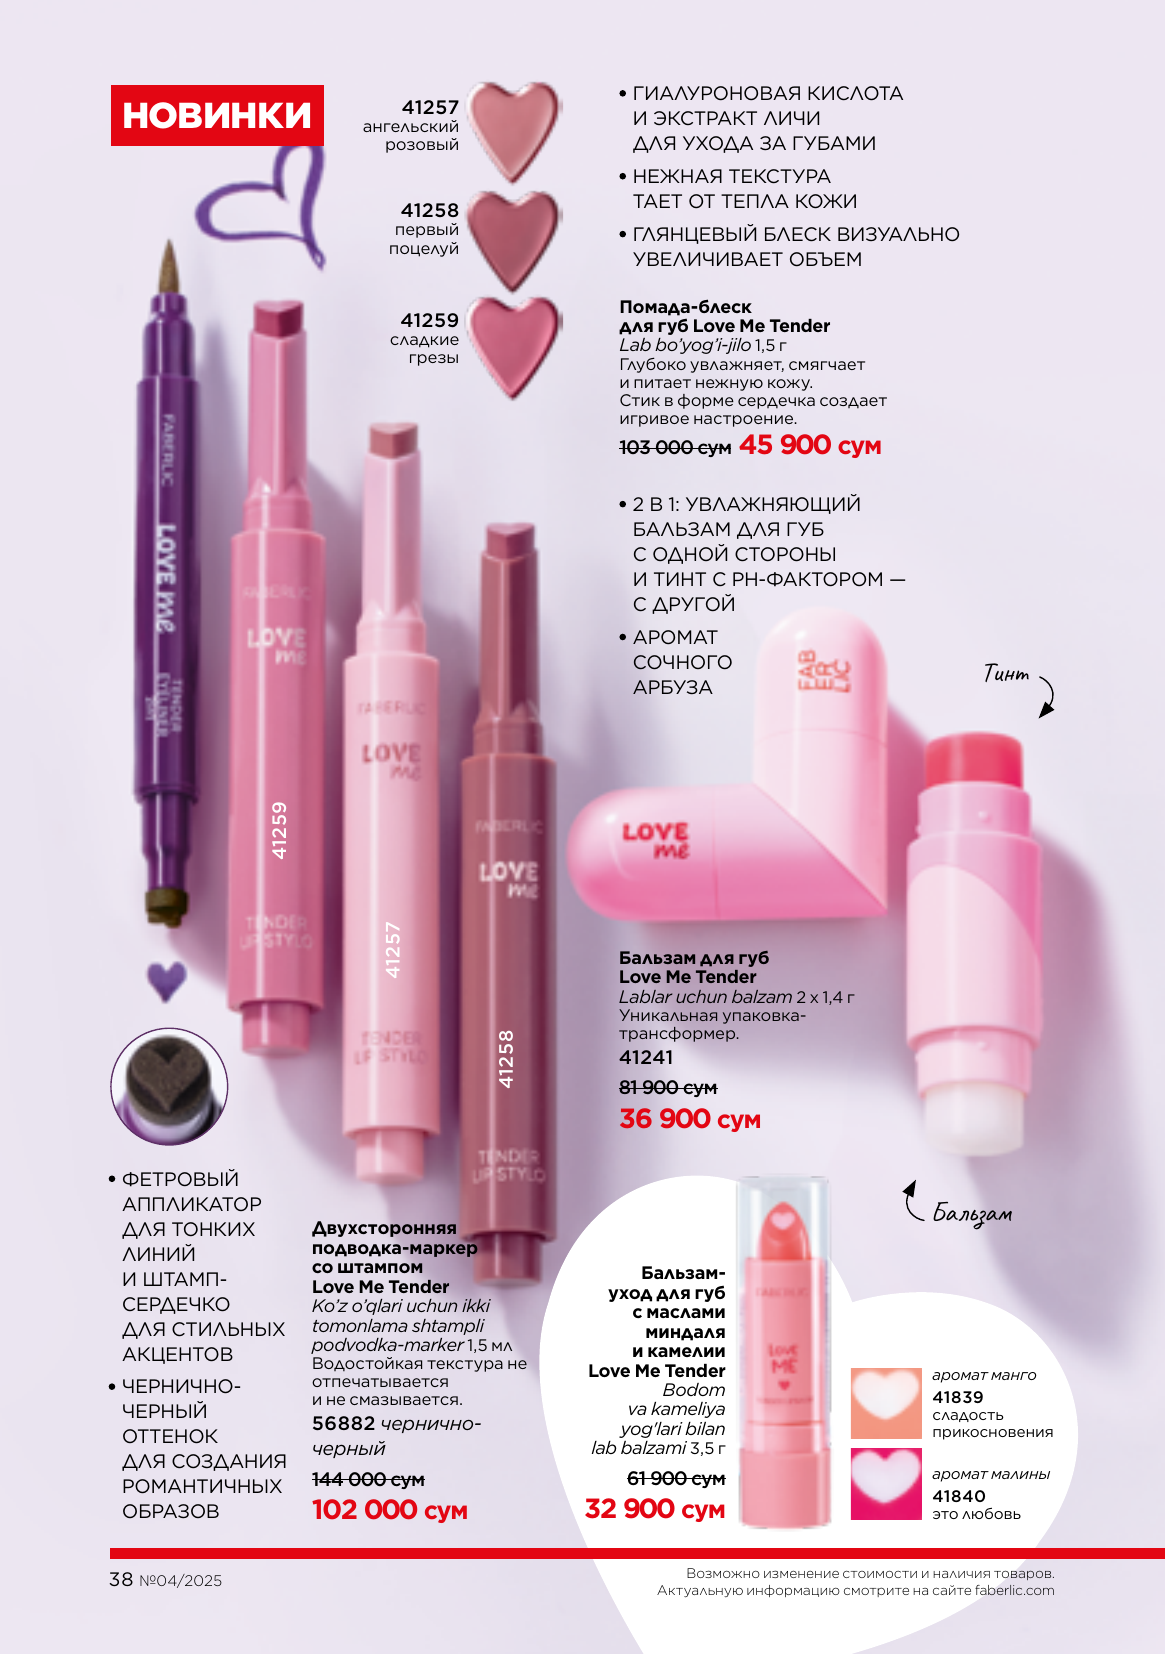 НОВИНКИ
41257
ангельский
розовый
41258
первый
поцелуй
41259
сладкие
грезы
• ГИАЛУРОНОВАЯ КИСЛОТА
И ЭКСТРАКТ ЛИЧИ
ДЛЯ УХОДА ЗА ГУБАМИ
• НЕЖНАЯ ТЕКСТУРА
ТАЕТ ОТ ТЕПЛА КОЖИ
• ГЛЯНЦЕВЫЙ БЛЕСК ВИЗУАЛЬНО
УВЕЛИЧИВАЕТ ОБЪЕМ
Помада-блеск
для губ Love Me Tender
Lab bo'yog'i-jilo 1,5 г
Глубоко увлажняет, смягчает
и питает нежную кожу.
Стик в форме сердечка создает
игривое настроение.
103 000 сум 45 900 сум
• 2 В 1: УВЛАЖНЯЮЩИЙ
БАЛЬЗАМ ДЛЯ ГУБ
С ОДНОЙ СТОРОНЫ
И ТИНТ С PH-ФАКТОРОМ —
С ДРУГОЙ
• АРОМАТ
СОЧНОГО
АРБУЗА
Тинт
FAB
ER
LIC
LOVE
me
FABERLIC
LOVE me
TENDER
EYELINER
FABERLIC
LOVE
me
41259
TENDER
LIP STYLO
FABERLIC
LOVE
me
41257
TENDER
LIP STYLO
FABERLIC
LOVE
me
41258
TENDER
LIP STYLO
Бальзам для губ
Love Me Tender
Lablar uchun balzam 2 x 1,4 г
Уникальная упаковка-
трансформер.
41241
81 900 сум
36 900 сум
Бальзам
• ФЕТРОВЫЙ
АППЛИКАТОР
ДЛЯ ТОНКИХ
ЛИНИЙ
И ШТАМП-
СЕРДЕЧКО
ДЛЯ СТИЛЬНЫХ
АКЦЕНТОВ
• ЧЕРНИЧНО-
ЧЕРНЫЙ
ОТТЕНОК
ДЛЯ СОЗДАНИЯ
РОМАНТИЧНЫХ
ОБРАЗОВ
Двухсторонняя
подводка-маркер
со штампом
Love Me Tender
Ko'z o'qlari uchun ikki
tomonlama shtampli
podvodka-marker 1,5 мл
Водостойкая текстура не
отпечатывается
и не смазывается.
56882 чернично-
черный
144 000 сум
102 000 сум
Бальзам-
уход для губ
с маслами
миндаля
и камелии
Love Me Tender
Bodom
va kameliya
yog'lari bilan
lab balzami 3,5 г
61 900 сум
32 900 сум
FABERLIC
LOVE
ME
аромат манго
41839
сладость
прикосновения
аромат малины
41840
это любовь
38 №04/2025
Возможно изменение стоимости и наличия товаров.
Актуальную информацию смотрите на сайте faberlic.com